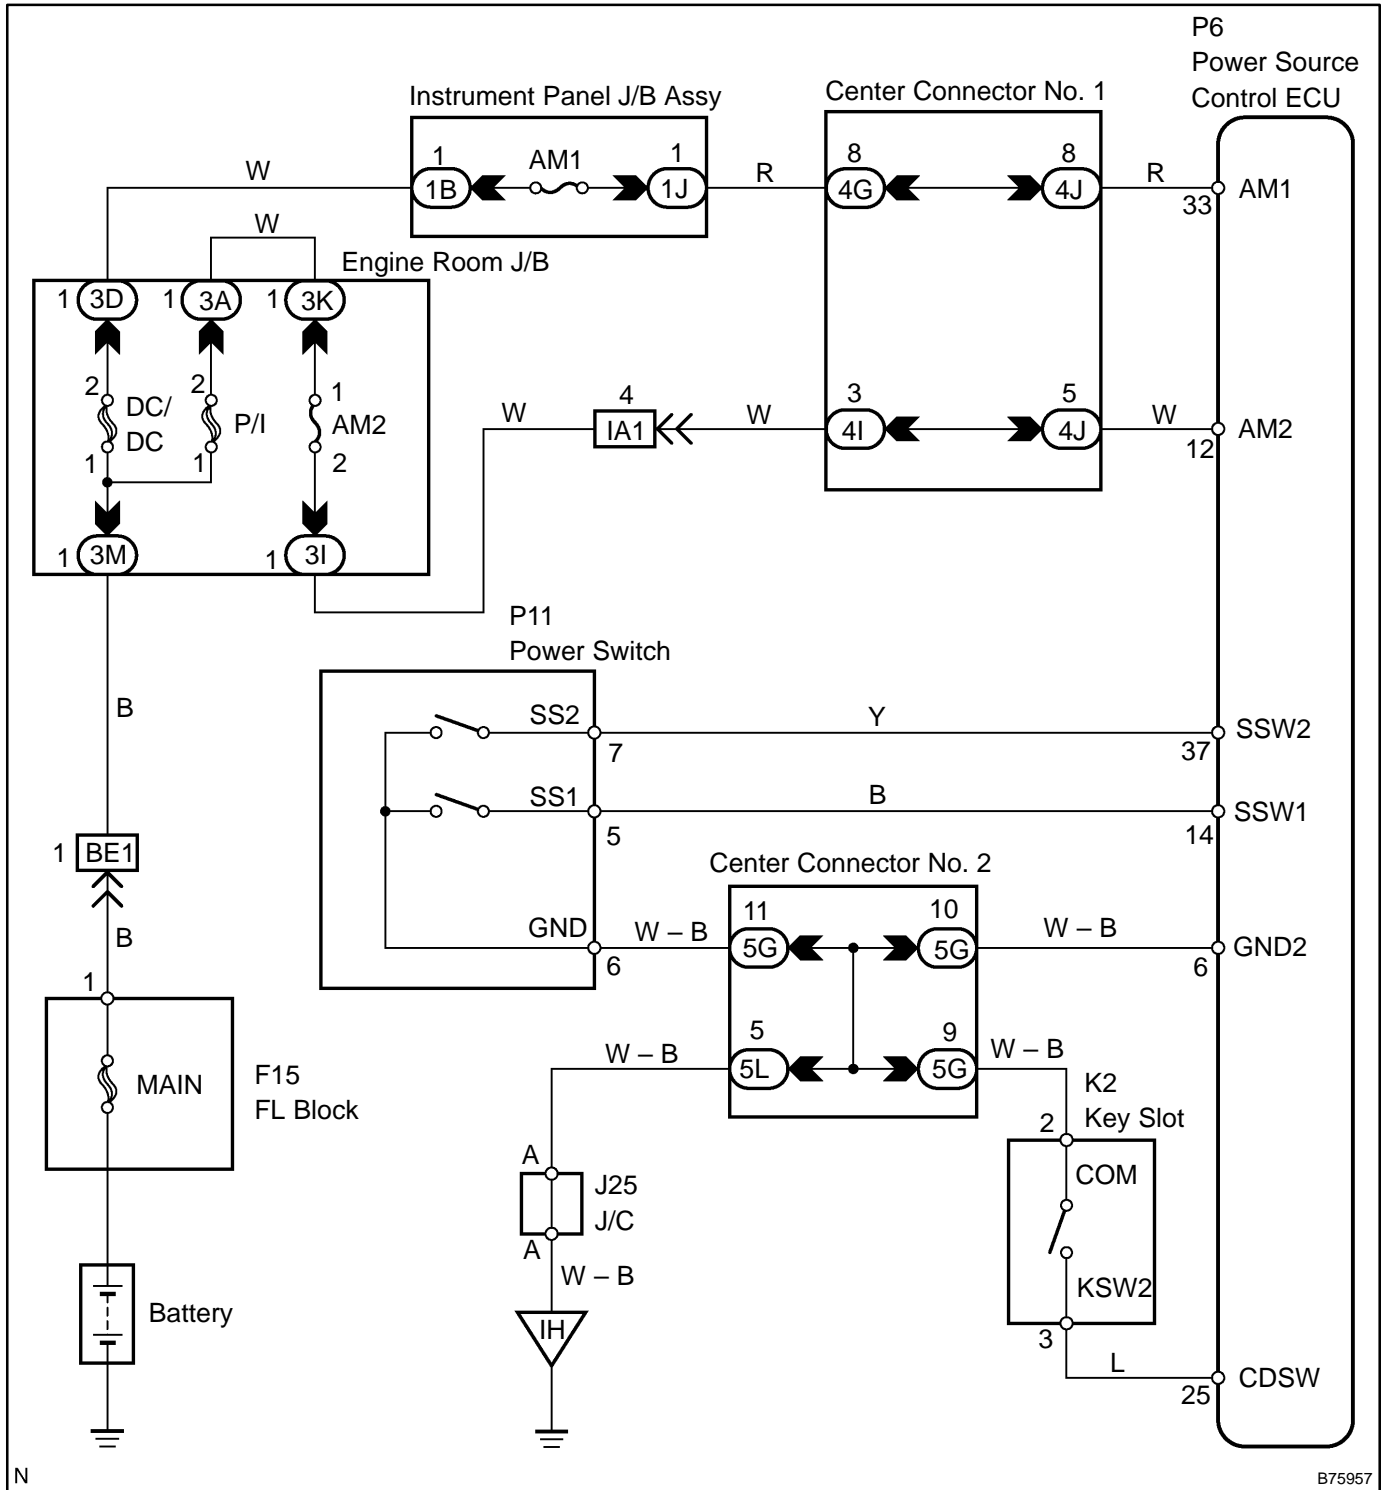 P6
Power Source
Control ECU
Instrument Panel J/B Assy
Center Connector No. 1
1
AM1
1
8
8
W
1B
1J
R
4G
4J
R
AM1
33
W
Engine Room J/B
1
3D
1
3A
1
3K
2
DC/
DC
1
2
P/I
1
1
AM2
2
W
4
IA1
W
3
4I
5
4J
W
AM2
12
1
3M
1
3I
P11
Power Switch
B
SS2
7
Y
SSW2
37
SS1
5
B
SSW1
14
1
BE1
Center Connector No. 2
B
GND
6
W – B
11
5G
10
5G
W – B
GND2
6
1
MAIN
F15
FL Block
W – B
5
5L
9
5G
W – B
K2
Key Slot
2
COM
A
J25
J/C
A
W – B
KSW2
3
IH
Battery
L
CDSW
25
N
B75957